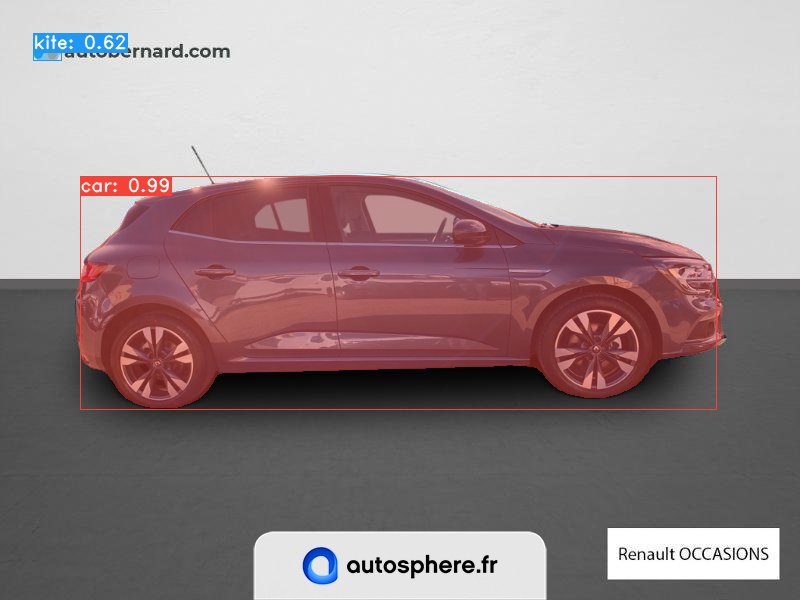 kite: 0.62
autobernard.com
car: 0.99
autosphere.fr
Renault OCCASIONS